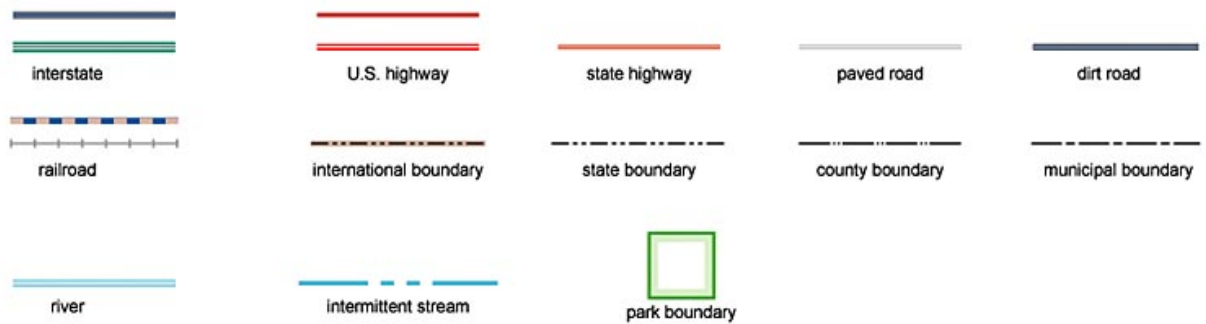 interstate
U.S. highway
state highway
paved road
dirt road
railroad
international boundary
state boundary
county boundary
municipal boundary
river
intermittent stream
park boundary